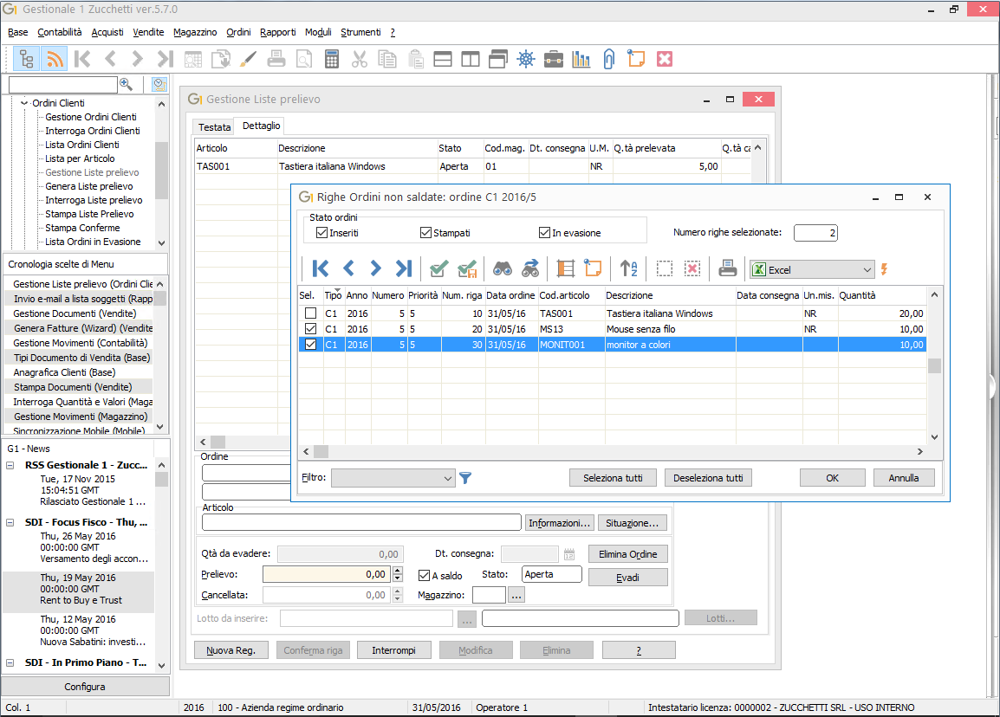 Gestionale 1 Zucchetti ver.5.7.0
Base Contabilità Acquisti Vendite Magazzino Ordini Rapporti Moduli Strumenti ?
Ordini Clienti
Gestione Ordini Clienti
Interroga Ordini Clienti
Lista Ordini Clienti
Lista per Articolo
Gestione Liste prelievo
Genera Liste prelievo
Interroga Liste prelievo
Stampa Liste Prelievo
Stampa Conferme
Lista Ordini in Evasione
Cronologia scelte di Menu
Gestione Liste prelievo (Ordini Clie
Invio e-mail a lista soggetti (Rapp
Gestione Documenti (Vendite)
Genera Fatture (Wizard) (Vendite
Gestione Movimenti (Contabilità)
Tipi Documento di Vendita (Base)
Anagrafica Clienti (Base)
Stampa Documenti (Vendite)
Interroga Quantità e Valori (Maga
Gestione Movimenti (Magazzino)
Sincronizzazione Mobile (Mobile)
G1 - News
RSS Gestionale 1 - Zucc...
Tue, 17 Nov 2015
15:04:51 GMT
Rilasciato Gestionale 1 ...
SDI - Focus Fisco - Thu, ...
Thu, 26 May 2016
00:00:00 GMT
Versamento degli accon...
Thu, 19 May 2016
00:00:00 GMT
Rent to Buy e Trust
Thu, 12 May 2016
00:00:00 GMT
Nuova Sabatini: investi...
SDI - In Primo Piano - T...
Configura
Gestione Liste prelievo
Testata Dettaglio
Articolo Descrizione Stato Cod.mag. Dt. consegna U.M. Q.tà prelevata Q.tà ca
TAS001 Tastiera italiana Windows Aperta 01 NR 5,00
Righe Ordini non saldate: ordine C1 2016/5
Stato ordini
Inseriti Stampati In evasione Numero righe selezionate: 2
Excel
Sel. Tipo Anno Numero Priorità Num. riga Data ordine Cod.articolo Descrizione Data consegna Un.mis. Quantità
C1 2016 5 5 10 31/05/16 TAS001 Tastiera italiana Windows NR 20,00
C1 2016 5 5 20 31/05/16 MS13 Mouse senza filo NR 10,00
C1 2016 5 5 30 31/05/16 MONIT001 monitor a colori 10,00
Filtro: Seleziona tutti Deseleziona tutti OK Annulla
Ordine
Articolo
Informazioni... Situazione...
Qtà da evadere: 0,00 Dt. consegna: 12 Elimina Ordine
Prelievo: 0,00 A saldo Stato: Aperta Evadi
Cancellata: 0,00 Magazzino: ...
Lotto da inserire: ... Lotti...
Nuova Reg. Conferma riga Interrompi Modifica Elimina ?
Col. 1 2016 100 - Azienda regime ordinario 31/05/2016 Operatore 1 Intestatario licenza: 0000002 - ZUCCHETTI SRL - USO INTERNO